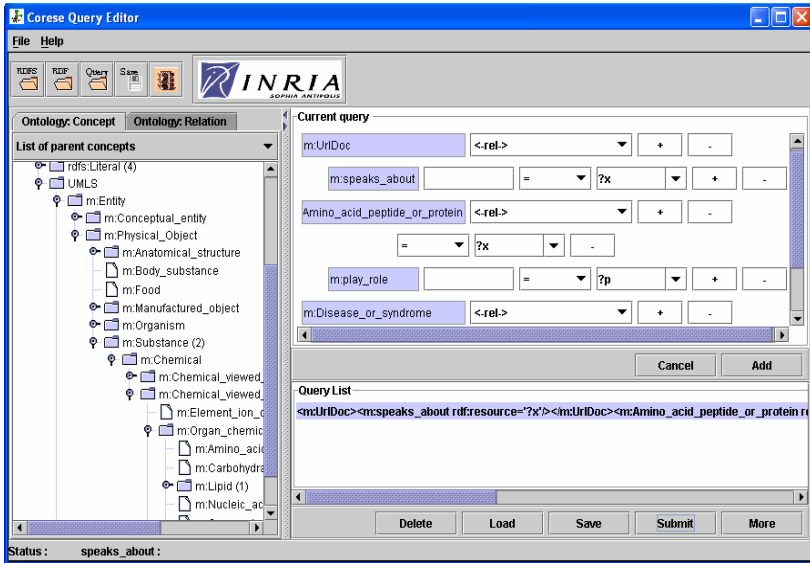 Corese Query Editor
File Help
RDFS RDF Query Save
INRIA
SOPHIA ANTIPOLIS
Ontology: Concept Ontology: Relation
List of parent concepts
rdfs:Literal (4)
UMLS
m:Entity
m:Conceptual_entity
m:Physical_Object
m:Anatomical_structure
m:Body_substance
m:Food
m:Manufactured_object
m:Organism
m:Substance (2)
m:Chemical
m:Chemical_viewed_
m:Chemical_viewed_
m:Element_ion_o
m:Organ_chemic
m:Amino_acid
m:Carbohydra
m:Lipid (1)
m:Nucleic_ac
Current query
m:UrlDoc <-rel-> + -
m:speaks_about = ?x + -
Amino_acid_peptide_or_protein <-rel-> + -
= ?x -
m:play_role = ?p + -
m:Disease_or_syndrome <-rel-> + -
Cancel Add
Query List
<m:UrlDoc><m:speaks_about rdf:resource='?x'/></m:UrlDoc><m:Amino_acid_peptide_or_protein r
Delete Load Save Submit More
Status : speaks_about :